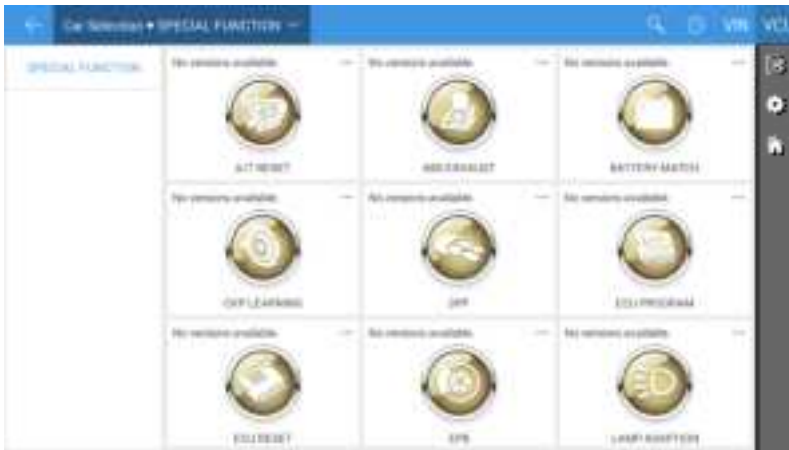 Car Selection ▸ SPECIAL FUNCTION
VIN VCI
SPECIAL FUNCTION
No versions available
No versions available
No versions available
A/T RESET
ABS EXHAUST
BATTERY MATCH
No versions available
No versions available
No versions available
CKP LEARNING
DPF
ECU PROGRAM
No versions available
No versions available
No versions available
ECU RESET
EPB
LAMP ADAPTION